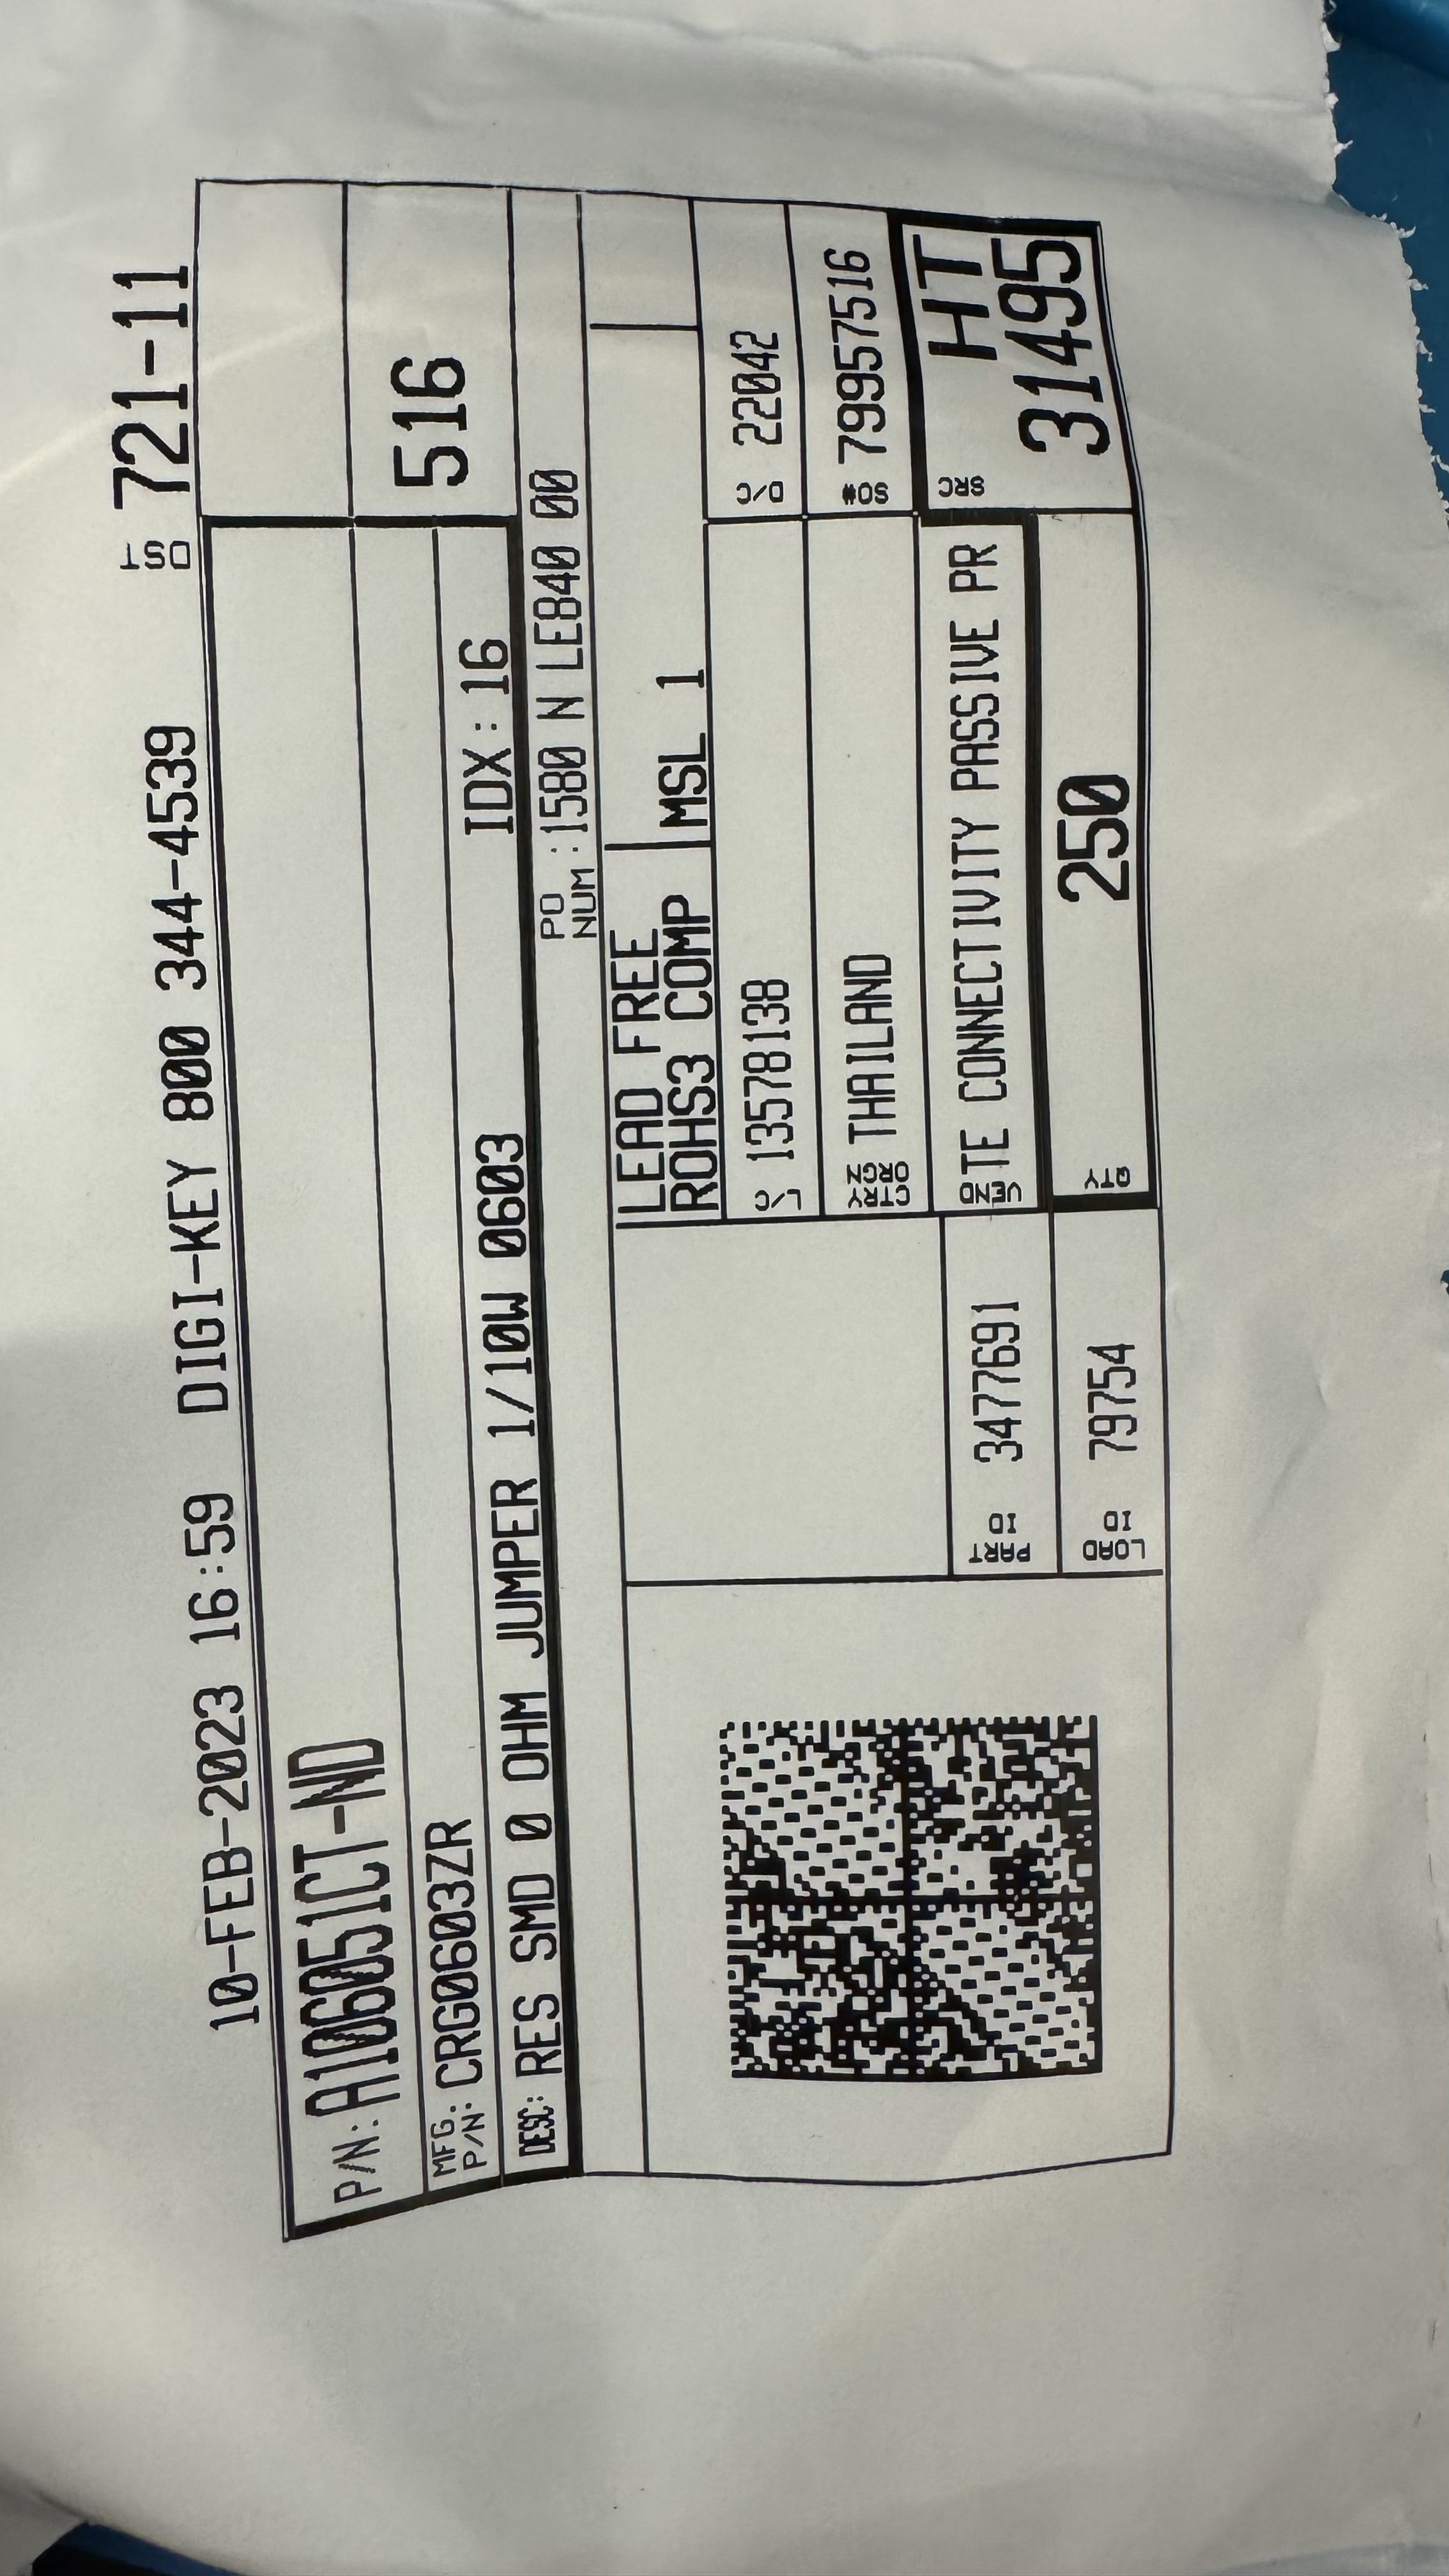 10-FEB-2023 16:59 DIGI-KEY 800 344-4539 DST 721-11
P/N: A106051CT-ND
MFG. P/N: CRG0603ZR
516
DESC: RES SMD 0 OHM JUMPER 1/10W 0603 IDX:16
PO NUM : 1580 N LE840 00
LEAD FREE
ROHS3 COMP
MSL 1
L/C 13578138
D/C 22042
CTRY ORGN THAILAND
SO# 79957516
PART ID 3477691
VEND TE CONNECTIVITY PASSIVE PR
SRC HT
31495
LOAD ID 79754
QTY 250